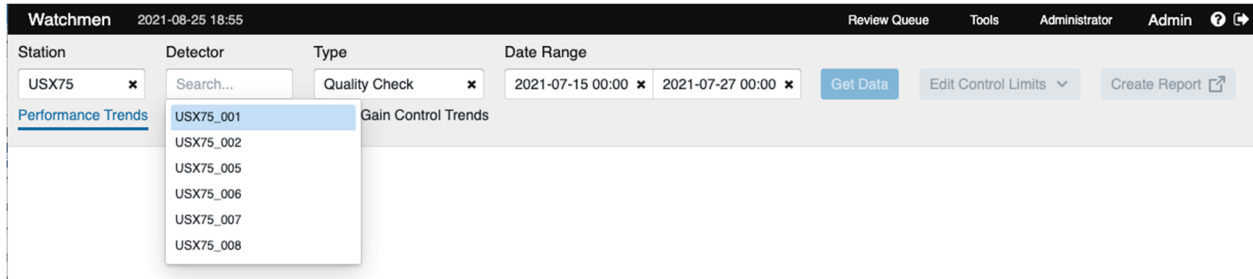 Watchmen 2021-08-25 18:55 Review Queue Tools Administrator Admin
Station Detector Type Date Range
USX75 Search... Quality Check 2021-07-15 00:00 2021-07-27 00:00 Get Data Edit Control Limits Create Report
Performance Trends Gain Control Trends
USX75_001
USX75_002
USX75_005
USX75_006
USX75_007
USX75_008